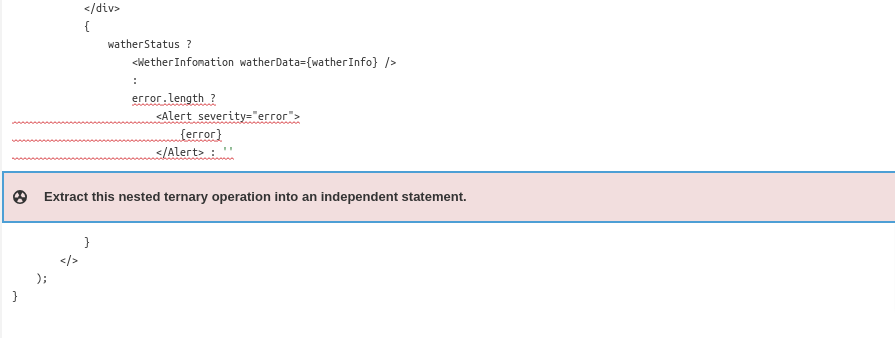 </div>
{
watherStatus ?
<WetherInfomation watherData={watherInfo} />
:
error.length ?
<Alert severity="error">
{error}
</Alert> : ''
Extract this nested ternary operation into an independent statement.
}
</>
);
}